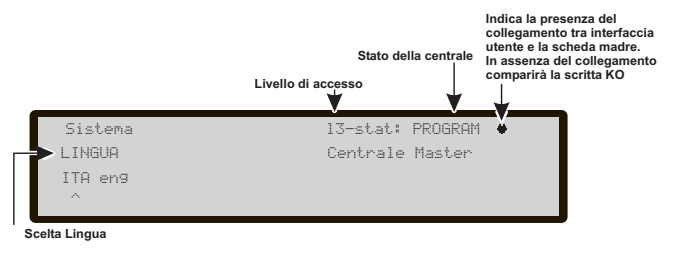 Indica la presenza del
collegamento tra interfaccia
utente e la scheda madre.
In assenza del collegamento
comparirà la scritta KO
Stato della centrale
Livello di accesso
Sistema l3-stat: PROGRAM
LINGUA Centrale Master
ITA eng
^
Scelta Lingua